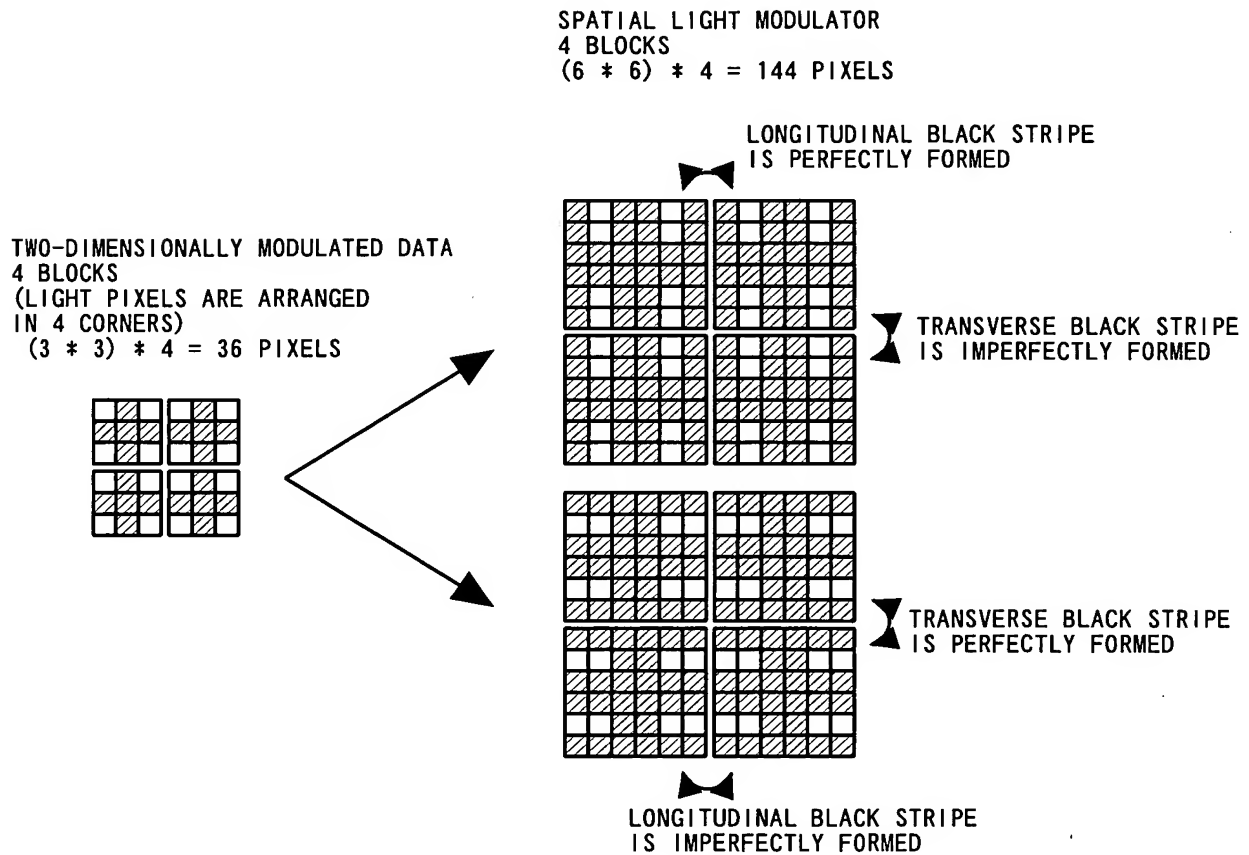 SPATIAL LIGHT MODULATOR
4 BLOCKS
(6 * 6) * 4 = 144 PIXELS
LONGITUDINAL BLACK STRIPE
IS PERFECTLY FORMED
TWO-DIMENSIONALLY MODULATED DATA
4 BLOCKS
(LIGHT PIXELS ARE ARRANGED
IN 4 CORNERS)
(3 * 3) * 4 = 36 PIXELS
TRANSVERSE BLACK STRIPE
IS IMPERFECTLY FORMED
TRANSVERSE BLACK STRIPE
IS PERFECTLY FORMED
LONGITUDINAL BLACK STRIPE
IS IMPERFECTLY FORMED